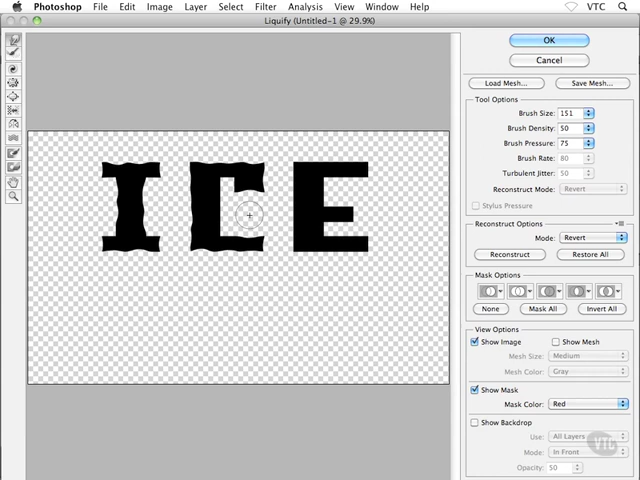 Photoshop File Edit Image Layer Select Filter Analysis View Window Help VTC
Liquify (Untitled-1 @ 29.9%)
ICE
OK
Cancel
Load Mesh... Save Mesh...
Tool Options
Brush Size: 151
Brush Density: 50
Brush Pressure: 75
Brush Rate: 80
Turbulent Jitter: 50
Reconstruct Mode: Revert
Stylus Pressure
Reconstruct Options
Mode: Revert
Reconstruct Restore All
Mask Options
None Mask All Invert All
View Options
Show Image Show Mesh
Mesh Size: Medium
Mesh Color: Gray
Show Mask
Mask Color: Red
Show Backdrop
Use: All Layers
Mode: In Front
Opacity: 50
VTC